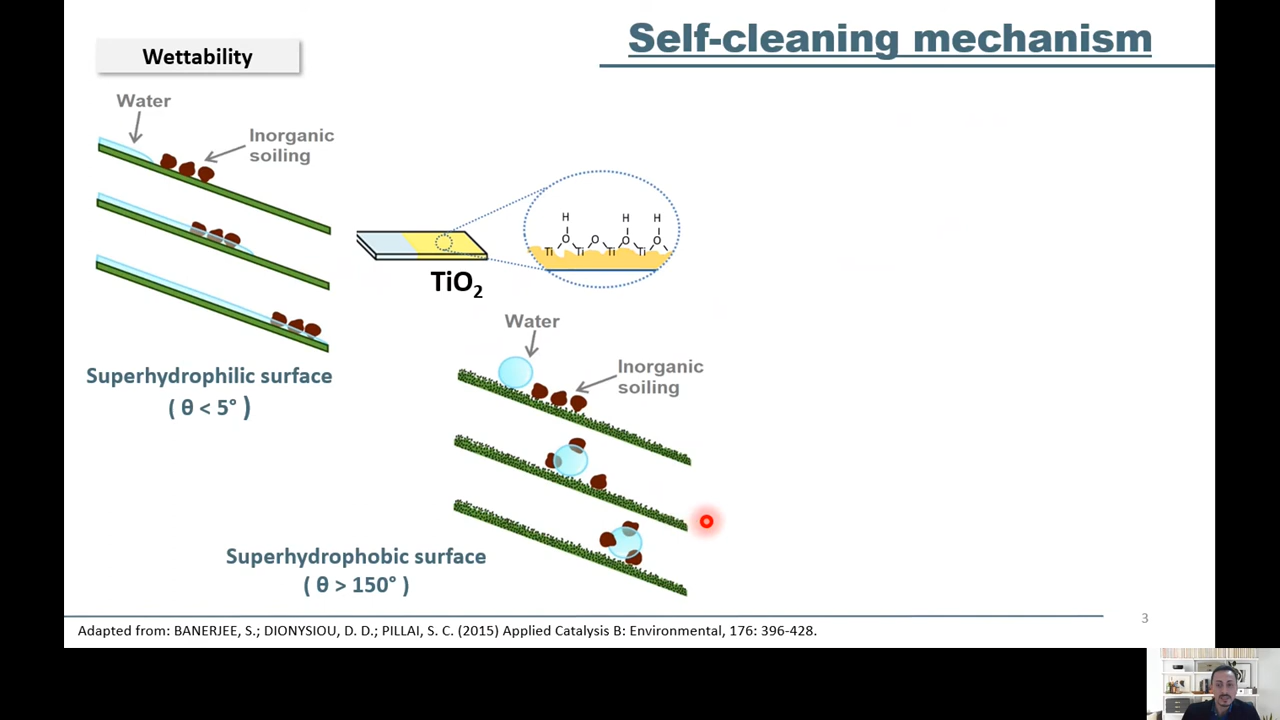 Self-cleaning mechanism
Wettability
Water
Inorganic
soiling
H
H
H
O
O
O
O
Ti
Ti
Ti
Ti
TiO₂
Superhydrophilic surface
( θ < 5° )
Water
Inorganic
soiling
Superhydrophobic surface
( θ > 150° )
3
Adapted from: BANERJEE, S.; DIONYSIOU, D. D.; PILLAI, S. C. (2015) Applied Catalysis B: Environmental, 176: 396-428.